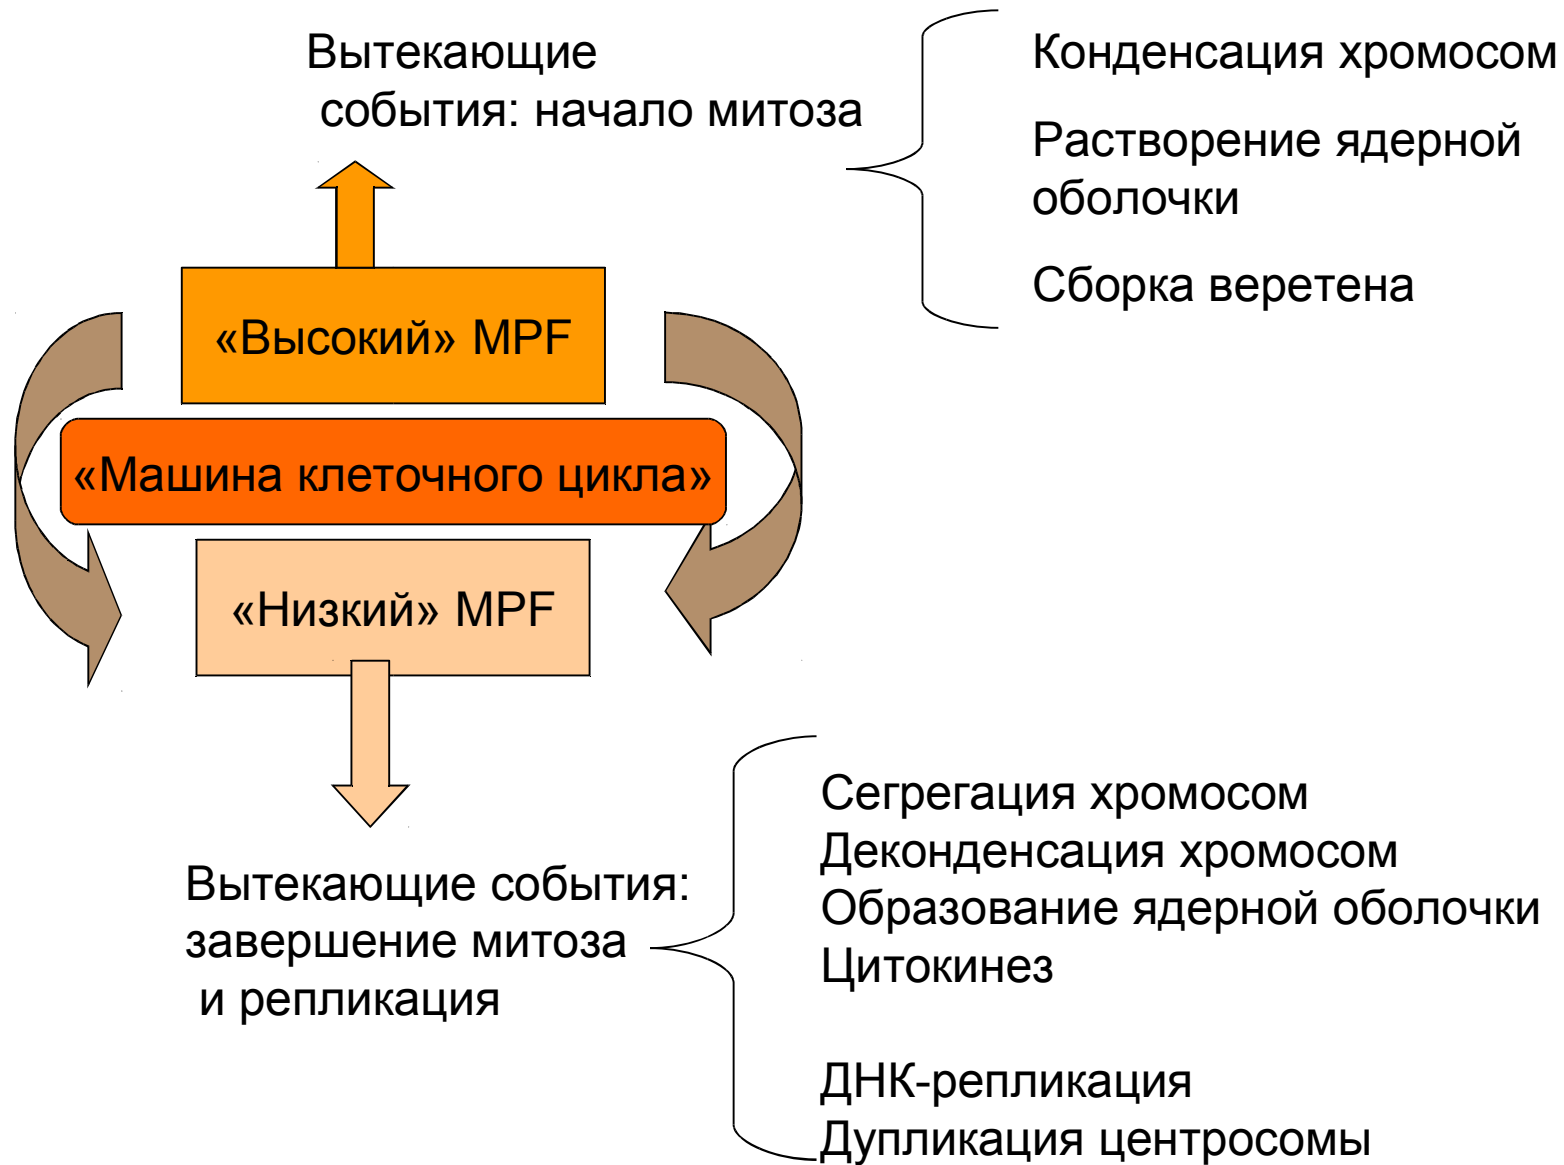 Вытекающие
события: начало митоза
Конденсация хромосом
Растворение ядерной
оболочки
Сборка веретена
«Высокий» MPF
«Машина клеточного цикла»
«Низкий» MPF
Вытекающие события:
завершение митоза
и репликация
Сегрегация хромосом
Деконденсация хромосом
Образование ядерной оболочки
Цитокинез
ДНК-репликация
Дупликация центросомы